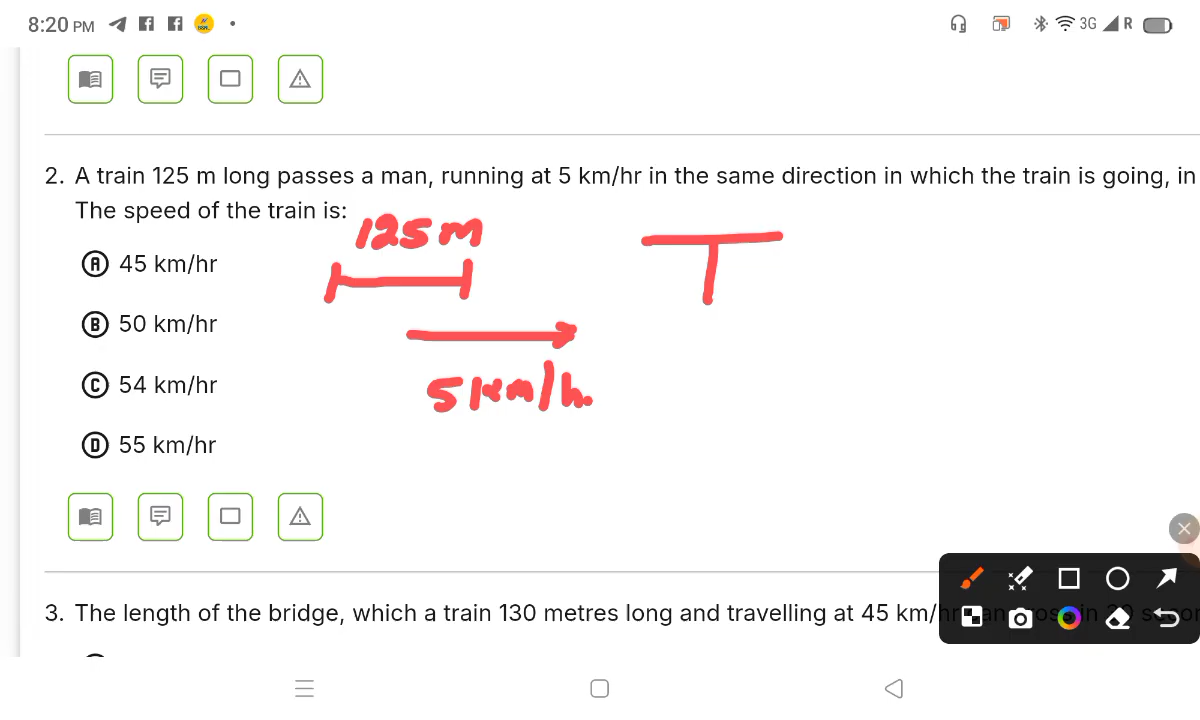 8:20 PM
3G
R
2. A train 125 m long passes a man, running at 5 km/hr in the same direction in which the train is going, in
The speed of the train is:
125 m
T
A 45 km/hr
B 50 km/hr
5 km/h.
C 54 km/hr
D 55 km/hr
3. The length of the bridge, which a train 130 metres long and travelling at 45 km/hr